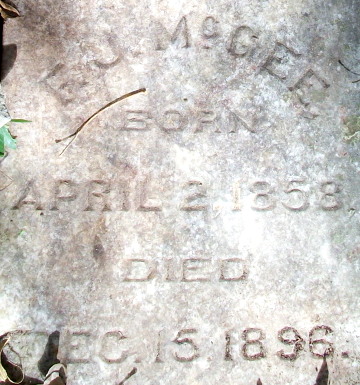 E. J. McGEE,
BORN
APRIL 2, 1858,
DIED
DEC. 15, 1896.